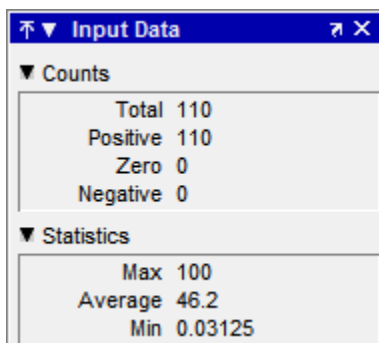 Input Data
Counts
Total 110
Positive 110
Zero 0
Negative 0
Statistics
Max 100
Average 46.2
Min 0.03125